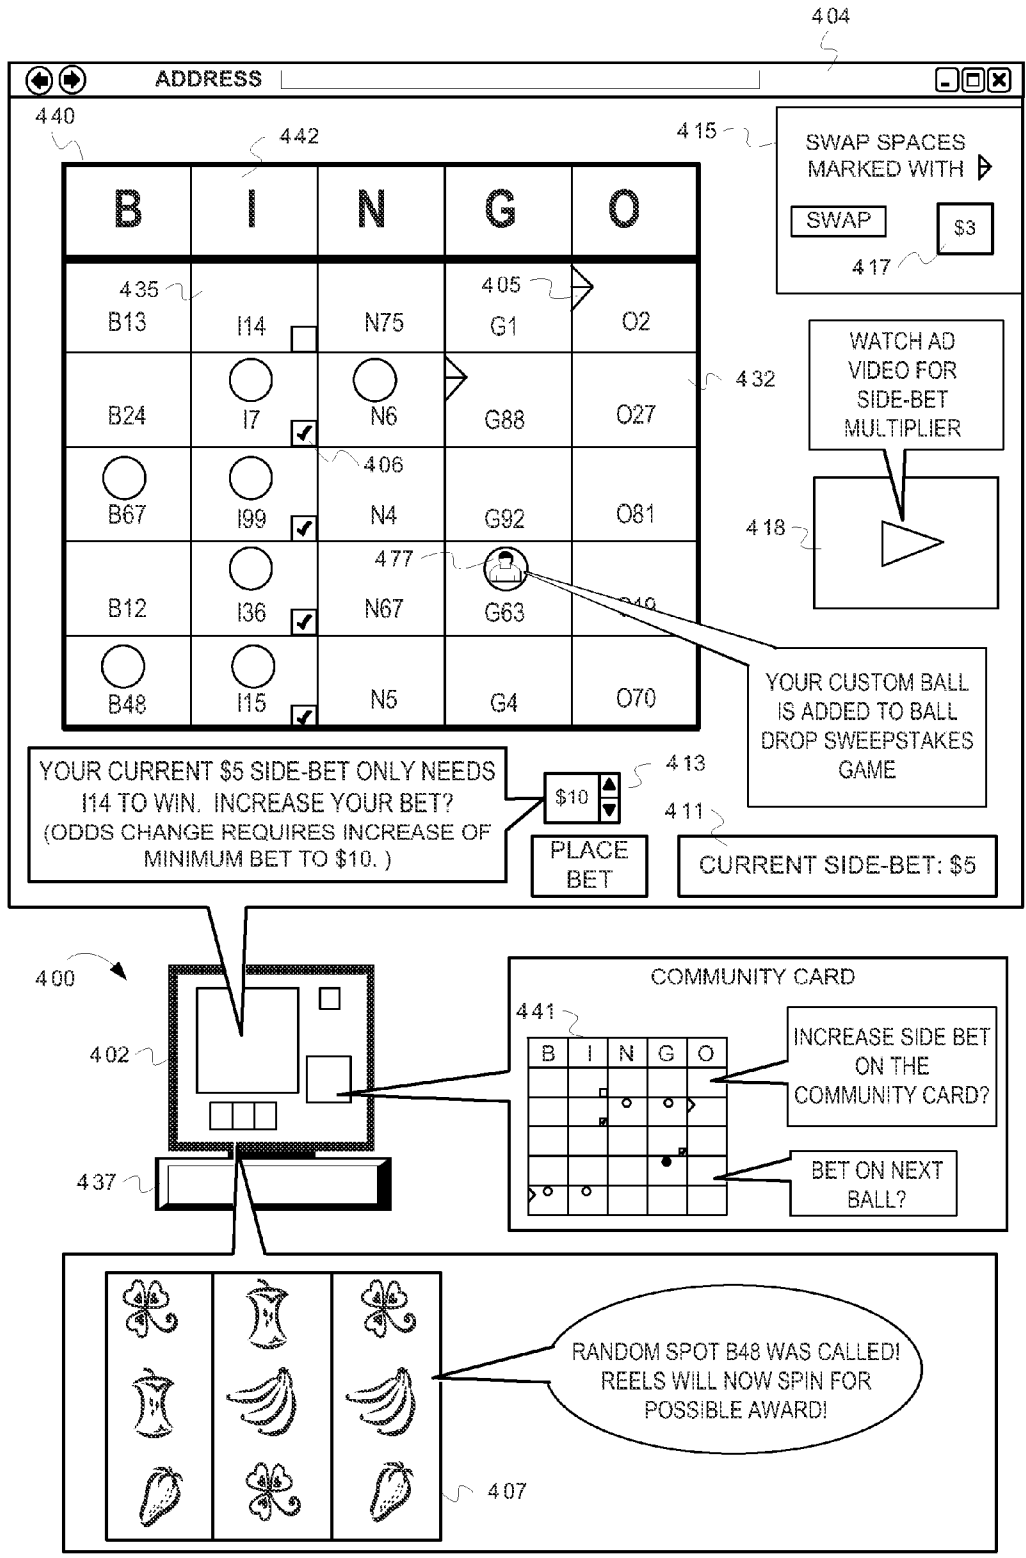 404
ADDRESS
440
442
415
SWAP SPACES
MARKED WITH
SWAP
$3
417
B I N G O
435
405
B13 I14 N75 G1 O2
432
B24 I7 N6 G88 O27
406
B67 I99 N4 G92 O81
477
B12 I36 N67 G63 O19
B48 I15 N5 G4 O70
WATCH AD
VIDEO FOR
SIDE-BET
MULTIPLIER
418
YOUR CUSTOM BALL
IS ADDED TO BALL
DROP SWEEPSTAKES
GAME
YOUR CURRENT $5 SIDE-BET ONLY NEEDS
I14 TO WIN. INCREASE YOUR BET?
(ODDS CHANGE REQUIRES INCREASE OF
MINIMUM BET TO $10. )
$10
413
411
PLACE
BET
CURRENT SIDE-BET: $5
400
402
437
COMMUNITY CARD
441
B I N G O
INCREASE SIDE BET
ON THE
COMMUNITY CARD?
BET ON NEXT
BALL?
RANDOM SPOT B48 WAS CALLED!
REELS WILL NOW SPIN FOR
POSSIBLE AWARD!
407